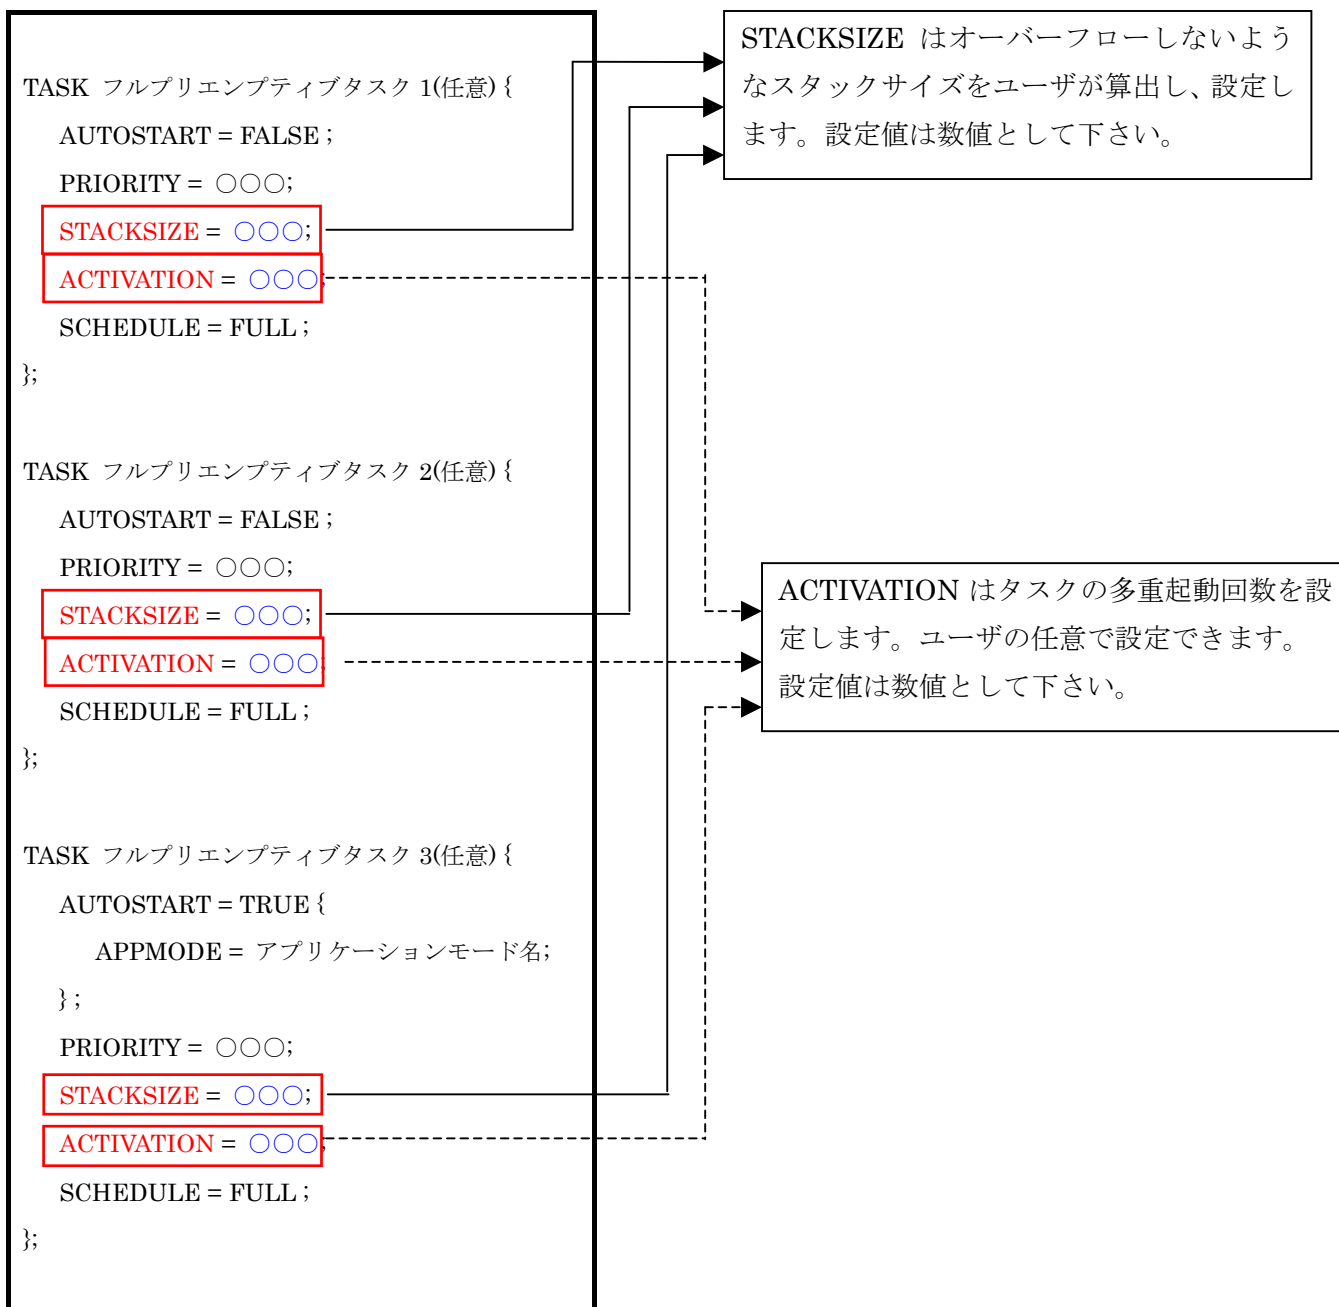 TASK フルプリエンプティブタスク 1(任意) {
AUTOSTART = FALSE ;
PRIORITY = ○○○;
STACKSIZE = ○○○;
ACTIVATION = ○○○;
SCHEDULE = FULL ;
};
TASK フルプリエンプティブタスク 2(任意) {
AUTOSTART = FALSE ;
PRIORITY = ○○○;
STACKSIZE = ○○○;
ACTIVATION = ○○○;
SCHEDULE = FULL ;
};
TASK フルプリエンプティブタスク 3(任意) {
AUTOSTART = TRUE {
APPMODE = アプリケーションモード名;
} ;
PRIORITY = ○○○;
STACKSIZE = ○○○;
ACTIVATION = ○○○;
SCHEDULE = FULL ;
};
STACKSIZE はオーバーフローしないよう
なスタックサイズをユーザが算出し、設定し
ます。設定値は数値として下さい。
ACTIVATION はタスクの多重起動回数を設
定します。ユーザの任意で設定できます。
設定値は数値として下さい。